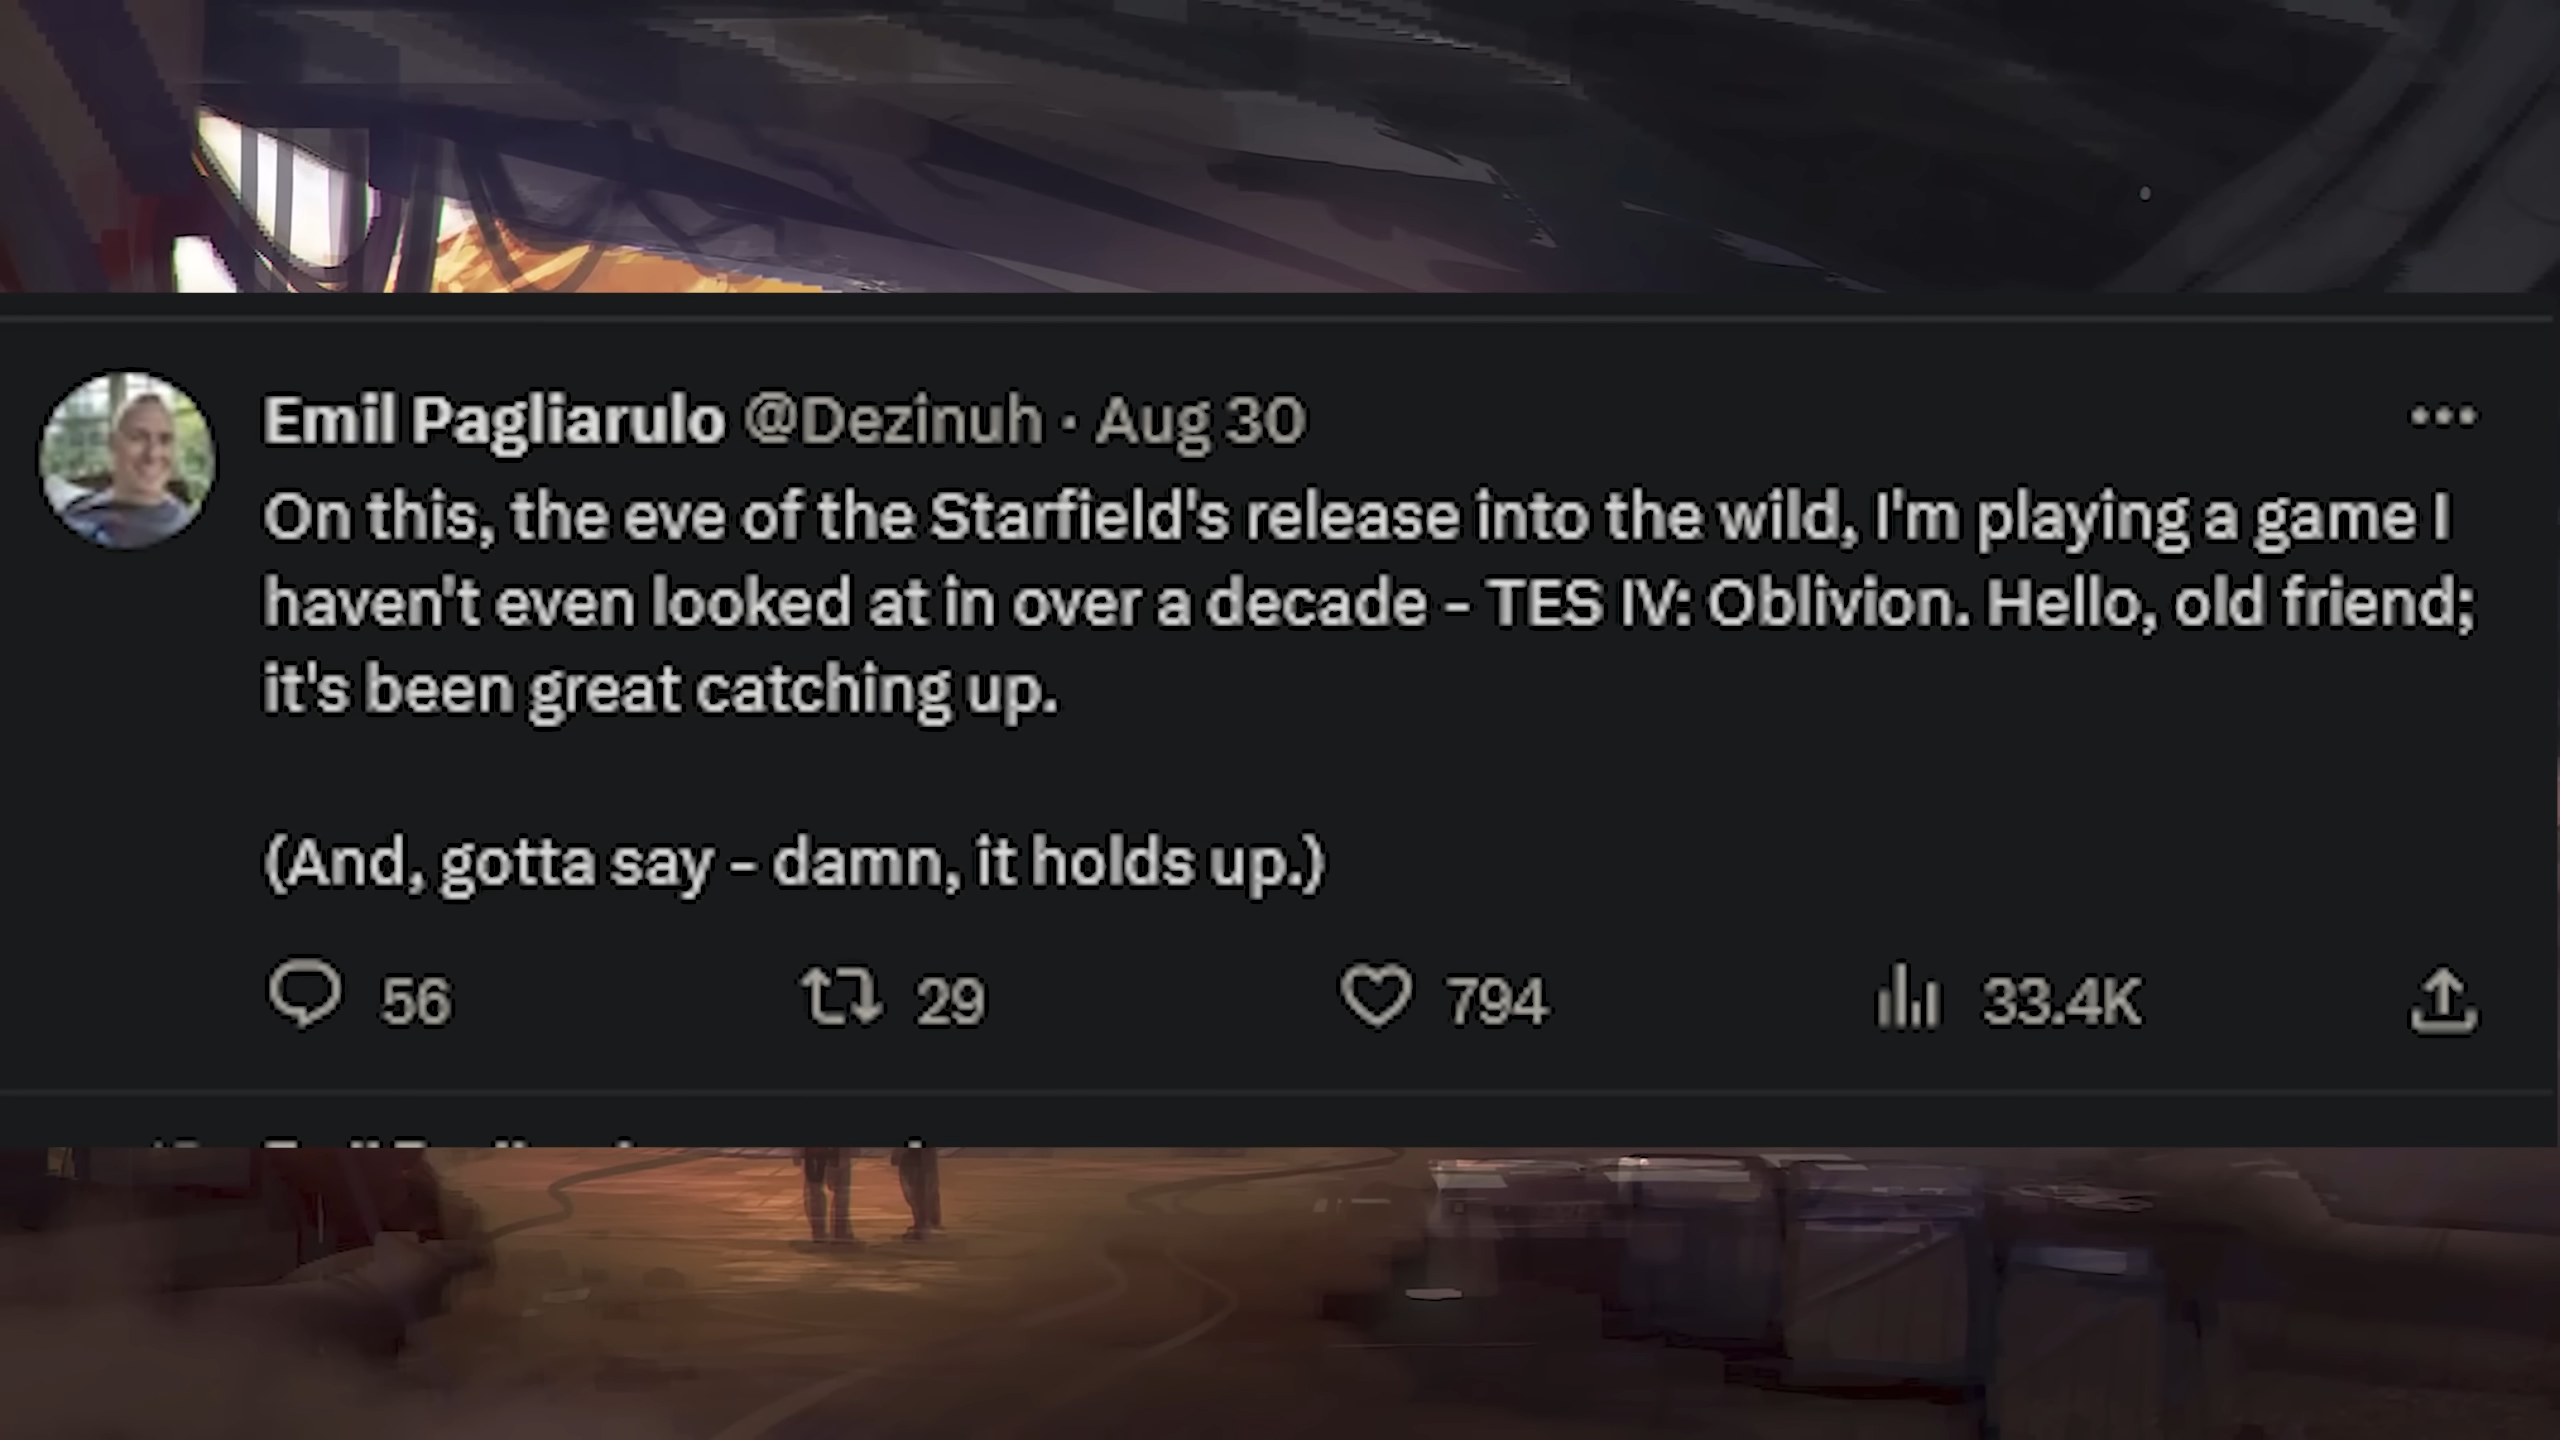 Emil Pagliarulo @Dezinuh · Aug 30
On this, the eve of the Starfield's release into the wild, I'm playing a game I
haven't even looked at in over a decade – TES IV: Oblivion. Hello, old friend;
it's been great catching up.
(And, gotta say – damn, it holds up.)
56 29 794 33.4K